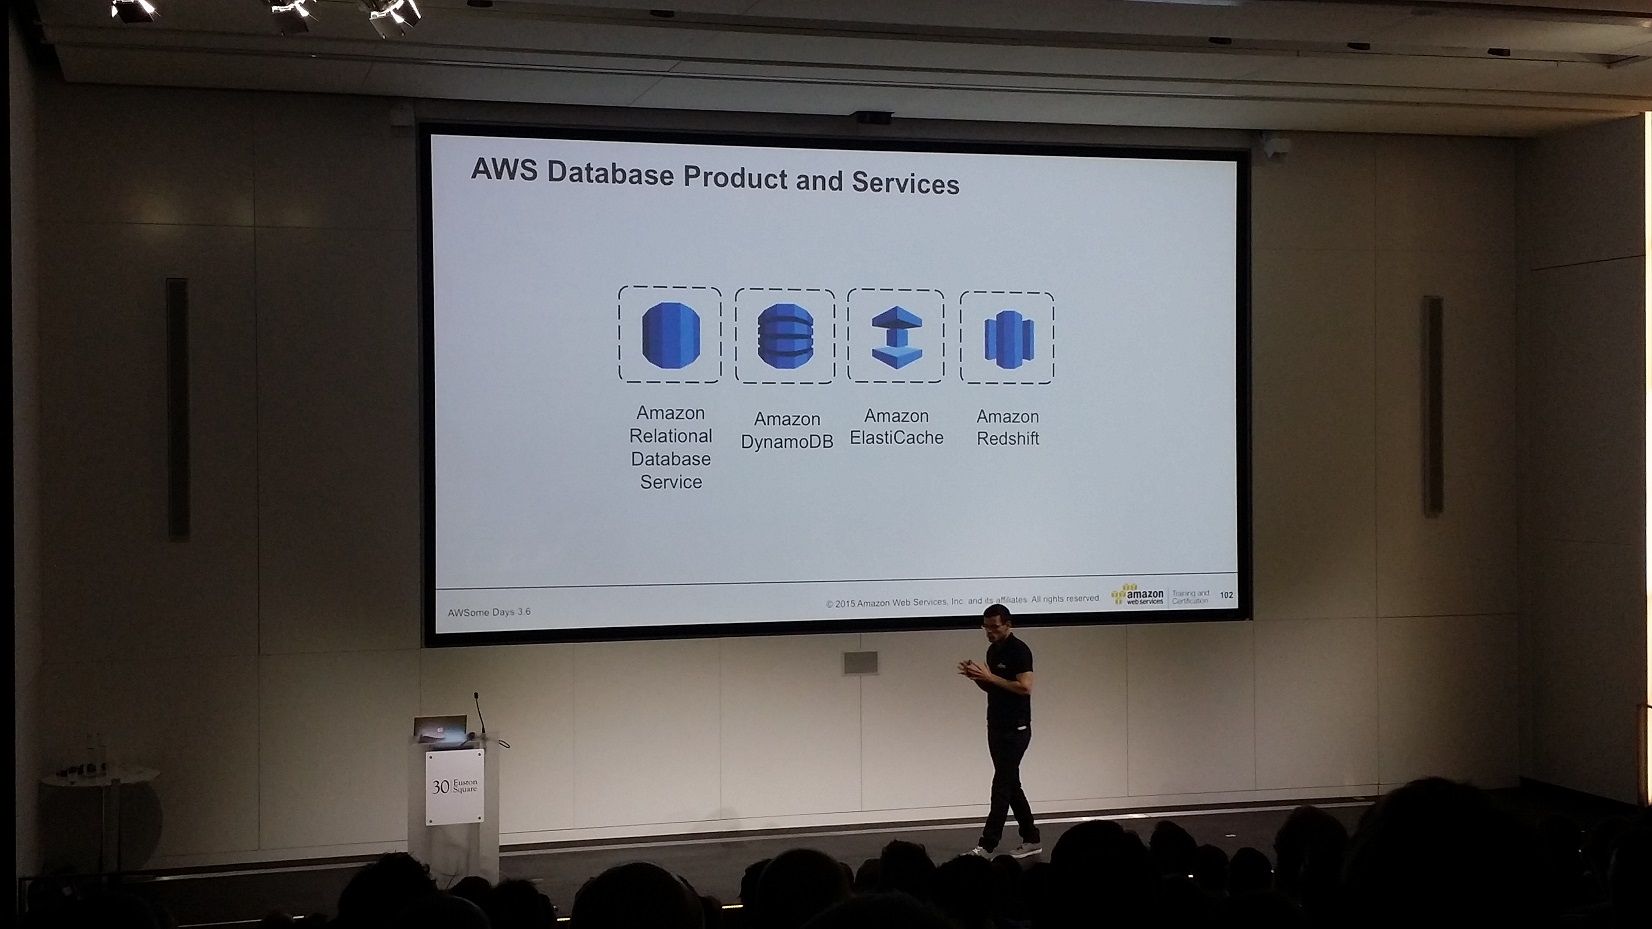 AWS Database Product and Services
Amazon
Relational
Database
Service
Amazon
DynamoDB
Amazon
ElastiCache
Amazon
Redshift
AWSome Days 3.6
© 2015 Amazon Web Services, Inc. and its affiliates. All rights reserved.
amazon
web services
Training and
Certification
102
30 Euston
Square